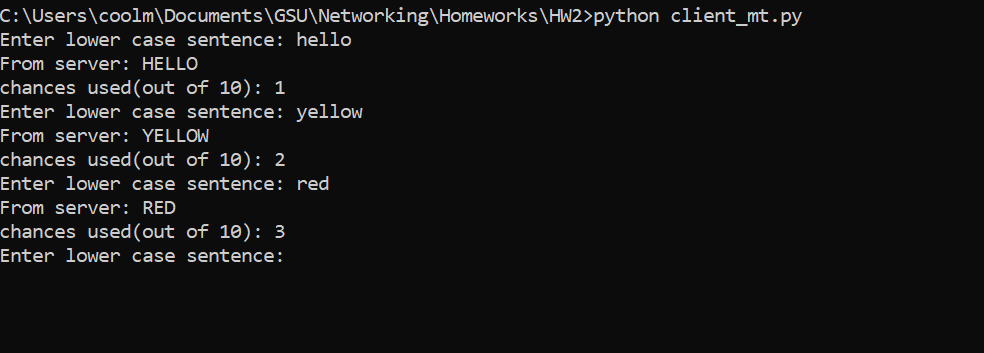 C:\Users\coolm\Documents\GSU\Networking\Homeworks\HW2>python client_mt.py
Enter lower case sentence: hello
From server: HELLO
chances used(out of 10): 1
Enter lower case sentence: yellow
From server: YELLOW
chances used(out of 10): 2
Enter lower case sentence: red
From server: RED
chances used(out of 10): 3
Enter lower case sentence: